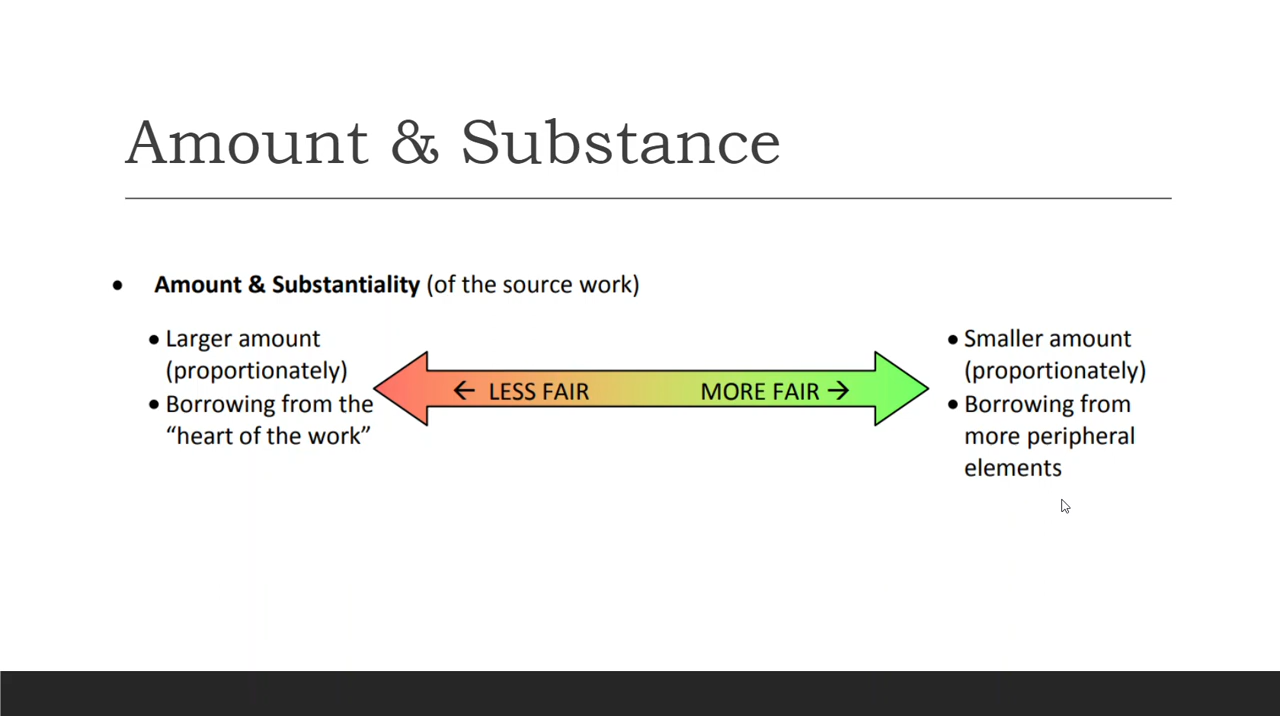 Amount & Substance
• Amount & Substantiality (of the source work)
• Larger amount
(proportionately)
• Borrowing from the
“heart of the work”
← LESS FAIR MORE FAIR →
• Smaller amount
(proportionately)
• Borrowing from
more peripheral
elements